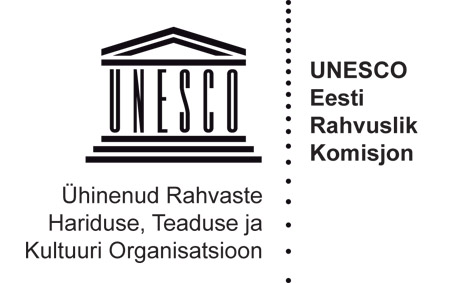 UNESCO
Ühinenud Rahvaste
Hariduse, Teaduse ja
Kultuuri Organisatsioon
UNESCO
Eesti
Rahvuslik
Komisjon